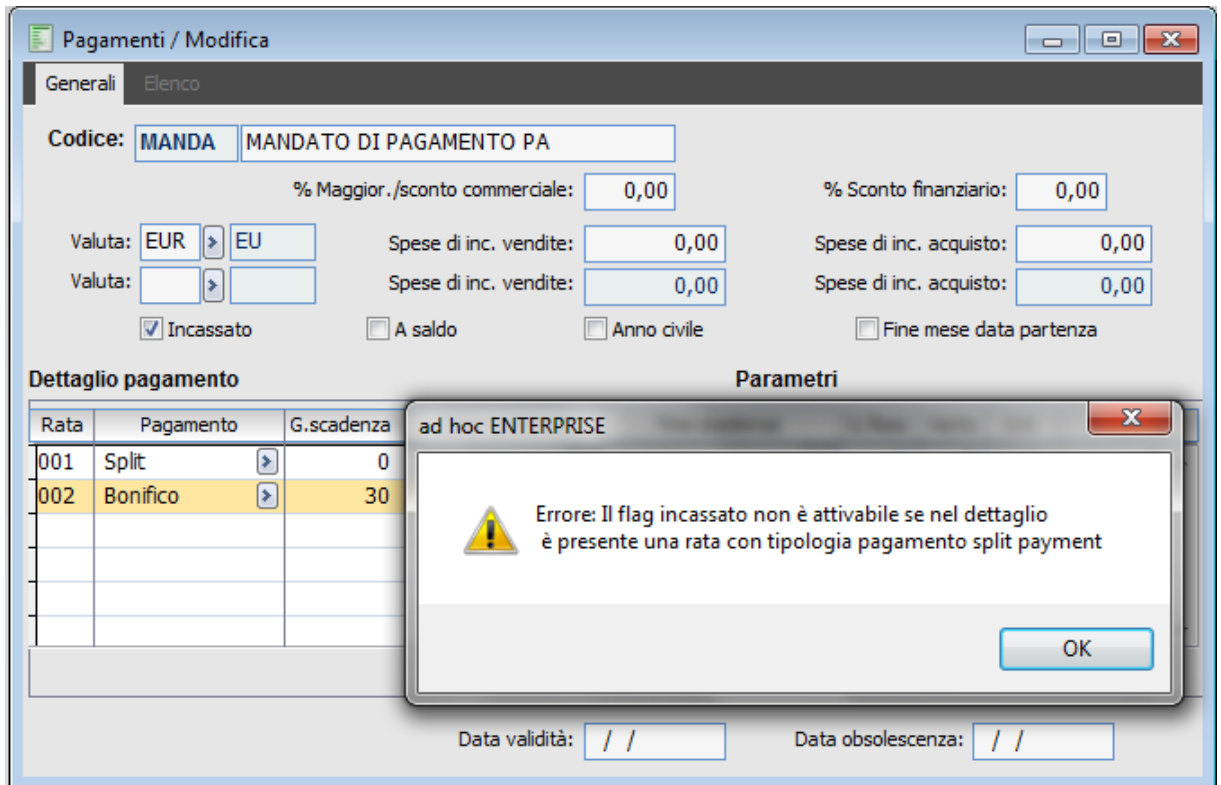 Pagamenti / Modifica
Generali Elenco
Codice: MANDA MANDATO DI PAGAMENTO PA
% Maggior./sconto commerciale: 0,00 % Sconto finanziario: 0,00
Valuta: EUR EU Spese di inc. vendite: 0,00 Spese di inc. acquisto: 0,00
Valuta: Spese di inc. vendite: 0,00 Spese di inc. acquisto: 0,00
Incassato A saldo Anno civile Fine mese data partenza
Dettaglio pagamento Parametri
Rata Pagamento G.scadenza
001 Split 0
002 Bonifico 30
ad hoc ENTERPRISE
Errore: Il flag incassato non è attivabile se nel dettaglio
è presente una rata con tipologia pagamento split payment
OK
Data validità: / / Data obsolescenza: / /